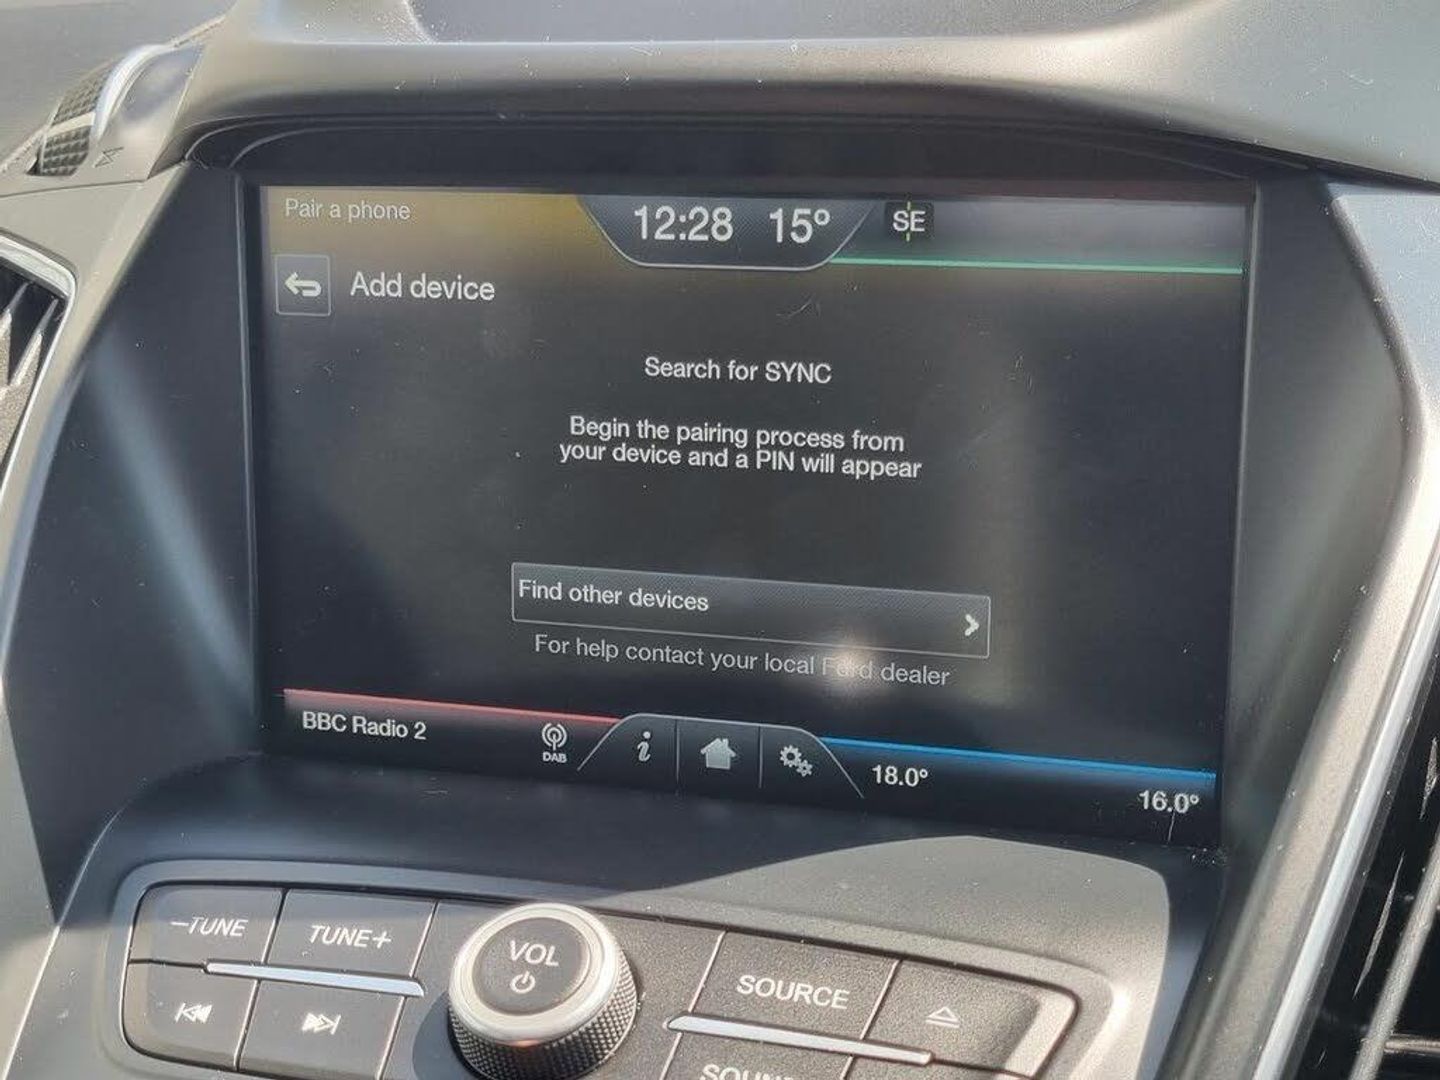 Pair a phone
12:28 15°
SE
Add device
Search for SYNC
Begin the pairing process from
your device and a PIN will appear
Find other devices
For help contact your local Ford dealer
BBC Radio 2
DAB
i
18.0°
16.0°
–TUNE
TUNE+
VOL
SOURCE